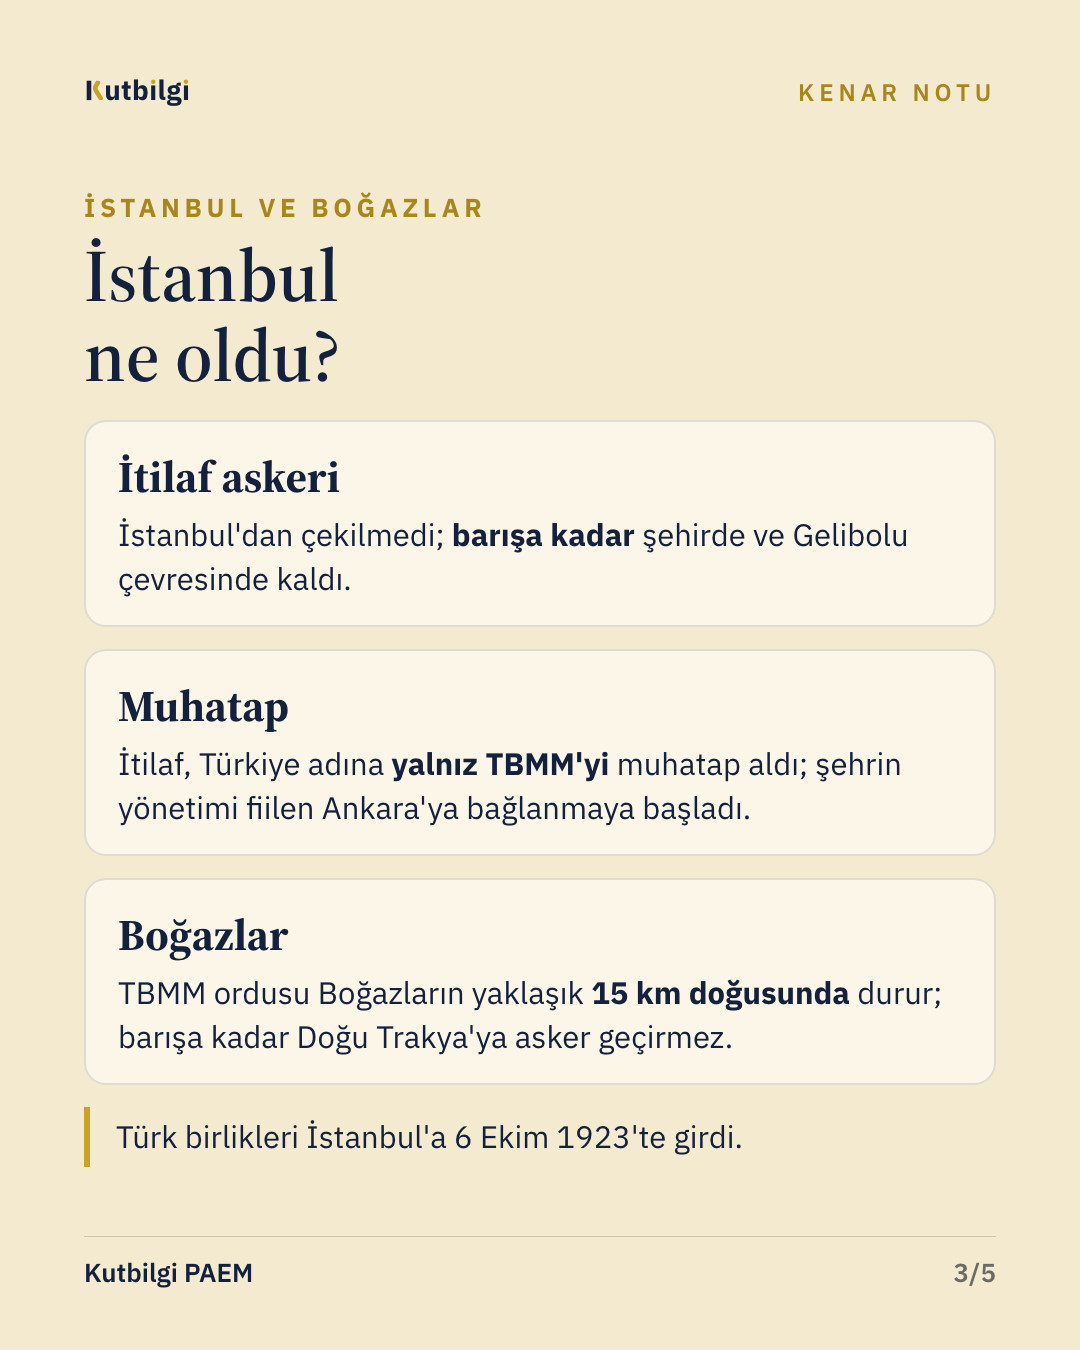 Kutbilgi
KENAR NOTU
İSTANBUL VE BOĞAZLAR
İstanbul
ne oldu?
İtilaf askeri
İstanbul'dan çekilmedi; barışa kadar şehirde ve Gelibolu
çevresinde kaldı.
Muhatap
İtilaf, Türkiye adına yalnız TBMM'yi muhatap aldı; şehrin
yönetimi fiilen Ankara'ya bağlanmaya başladı.
Boğazlar
TBMM ordusu Boğazların yaklaşık 15 km doğusunda durur;
barışa kadar Doğu Trakya'ya asker geçirmez.
Türk birlikleri İstanbul'a 6 Ekim 1923'te girdi.
Kutbilgi PAEM
3/5